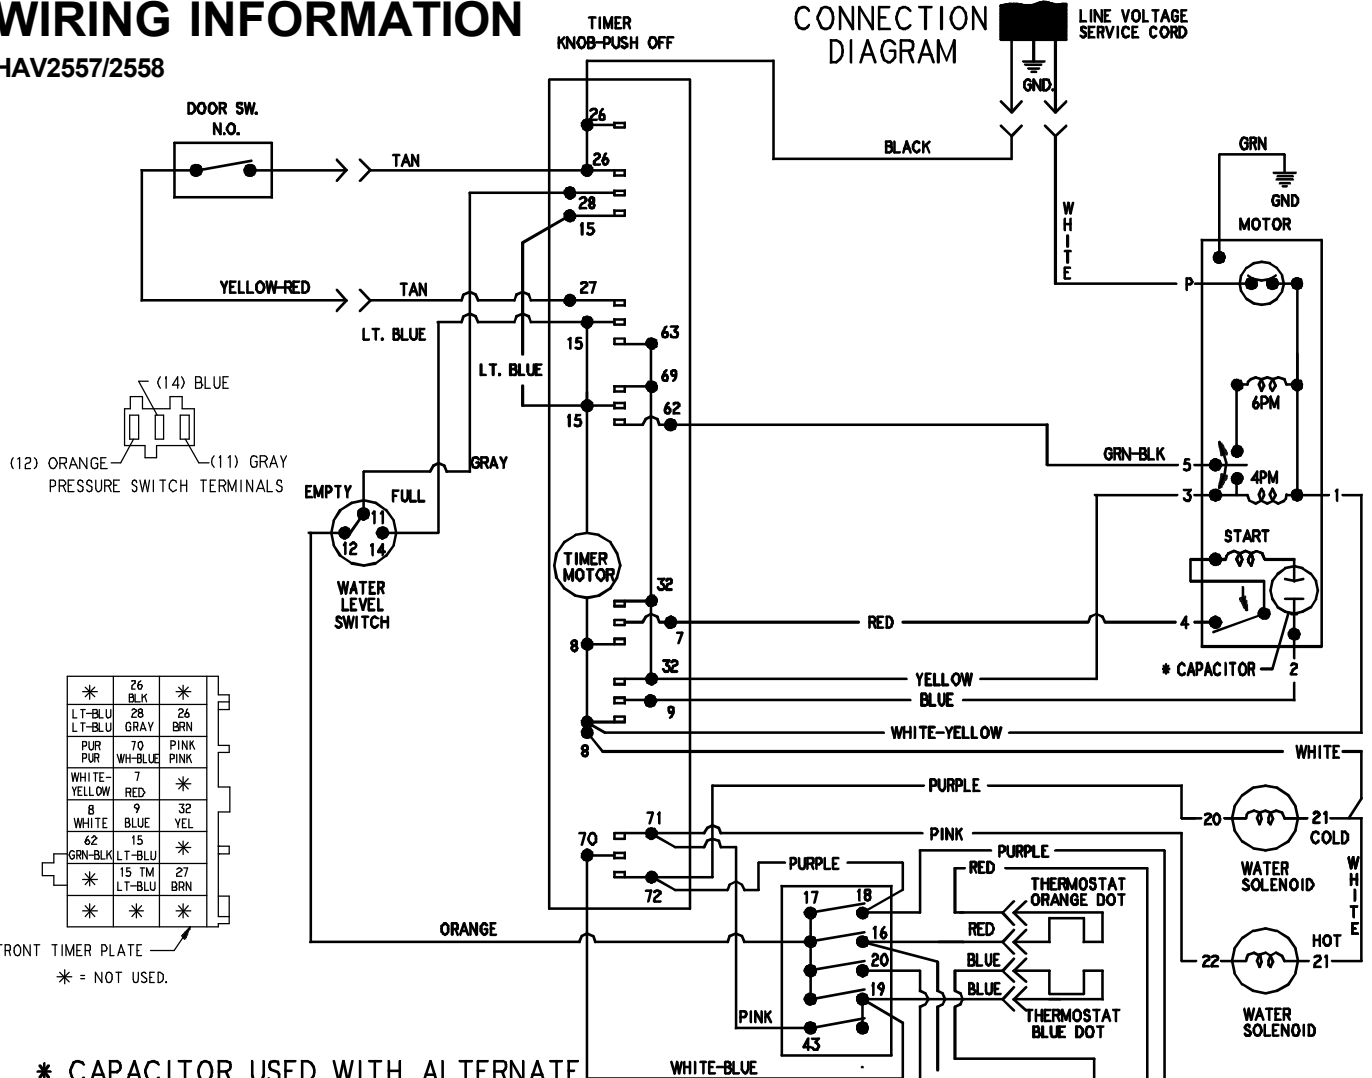 WIRING INFORMATION
HAV2557/2558
TIMER
KNOB-PUSH OFF
CONNECTION
DIAGRAM
LINE VOLTAGE
SERVICE CORD
GND.
DOOR SW.
N.O.
26
BLACK
GRN
TAN
26
GND
28
WHITE
MOTOR
15
YELLOW-RED
TAN
27
P
LT. BLUE
15
63
LT. BLUE
69
(14) BLUE
6PM
15
62
GRN-BLK
5
(12) ORANGE
(11) GRAY
GRAY
4PM
PRESSURE SWITCH TERMINALS
EMPTY
FULL
3
1
11
12
14
START
TIMER
MOTOR
WATER
LEVEL
SWITCH
32
RED
4
7
8
32
* CAPACITOR
2
YELLOW
BLUE
9
WHITE-YELLOW
8
WHITE
* 26 BLK *
LT-BLU LT-BLU 28 GRAY 26 BRN
PUR PUR 70 WH-BLUE PINK PINK
WHITE-YELLOW 7 RED *
8 WHITE 9 BLUE 32 YEL
62 GRN-BLK 15 LT-BLU *
* 15 TM LT-BLU 27 BRN
* * *
FRONT TIMER PLATE
* = NOT USED.
PURPLE
71
20
21
COLD
70
PINK
PURPLE
PURPLE
RED
WATER
SOLENOID
WHITE
72
THERMOSTAT
ORANGE DOT
17
18
ORANGE
16
RED
HOT
20
BLUE
22
21
19
BLUE
PINK
THERMOSTAT
BLUE DOT
WATER
SOLENOID
43
WHITE-BLUE
* CAPACITOR USED WITH ALTERNATE